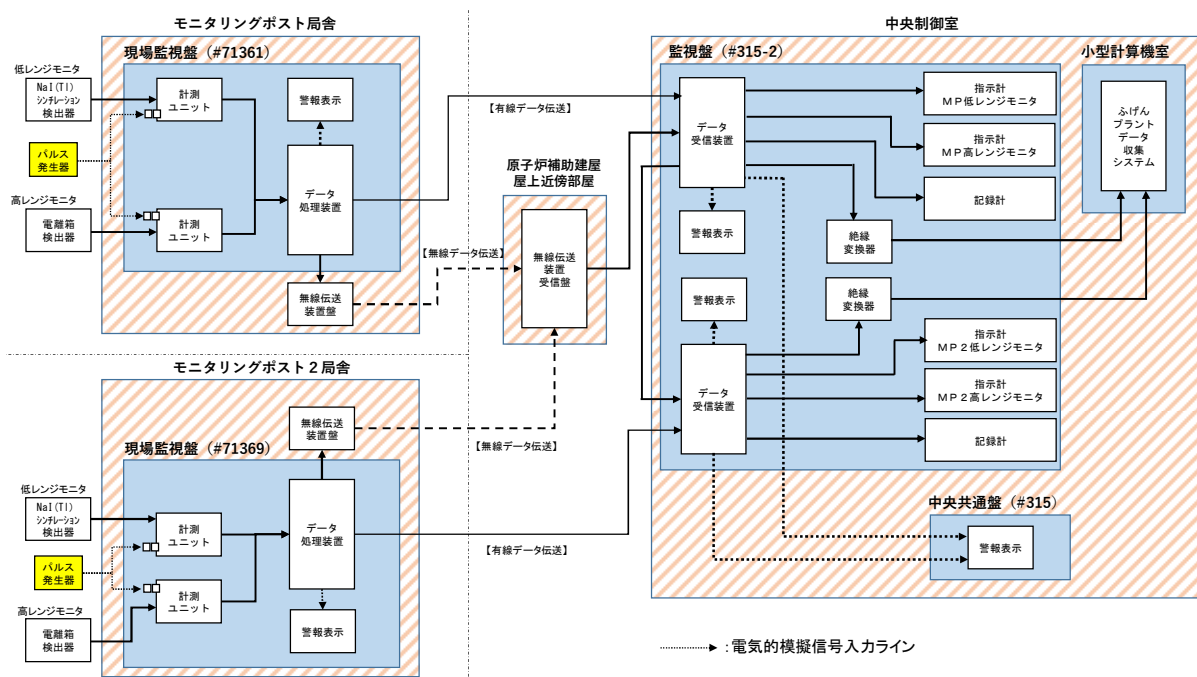 モニタリングポスト局舎
現場監視盤（#71361）
低レンジモニタ
NaI(Tl)
シンチレーション
検出器
計測
ユニット
警報表示
パルス
発生器
データ
処理装置
高レンジモニタ
電離箱
検出器
計測
ユニット
無線伝送
装置盤
【有線データ伝送】
【無線データ伝送】
原子炉補助建屋
屋上近傍部屋
無線伝送
装置
受信盤
中央制御室
監視盤（#315-2）
データ
受信装置
指示計
ＭＰ低レンジモニタ
指示計
ＭＰ高レンジモニタ
記録計
警報表示
絶縁
変換器
小型計算機室
ふげん
プラント
データ
収集
システム
警報表示
絶縁
変換器
データ
受信装置
指示計
ＭＰ２低レンジモニタ
指示計
ＭＰ２高レンジモニタ
記録計
中央共通盤（#315）
警報表示
モニタリングポスト２局舎
無線伝送
装置盤
現場監視盤（#71369）
【無線データ伝送】
低レンジモニタ
NaI(Tl)
シンチレーション
検出器
計測
ユニット
データ
処理装置
【有線データ伝送】
パルス
発生器
計測
ユニット
高レンジモニタ
電離箱
検出器
警報表示
：電気的模擬信号入力ライン